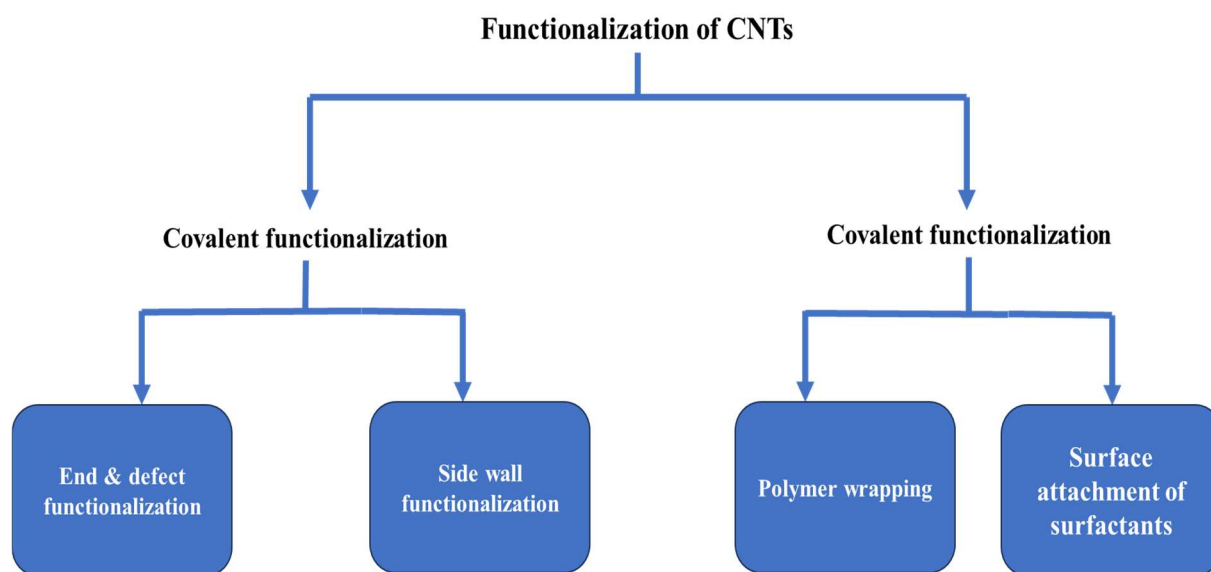 Functionalization of CNTs
Covalent functionalization
Covalent functionalization
End & defect
functionalization
Side wall
functionalization
Polymer wrapping
Surface
attachment of
surfactants